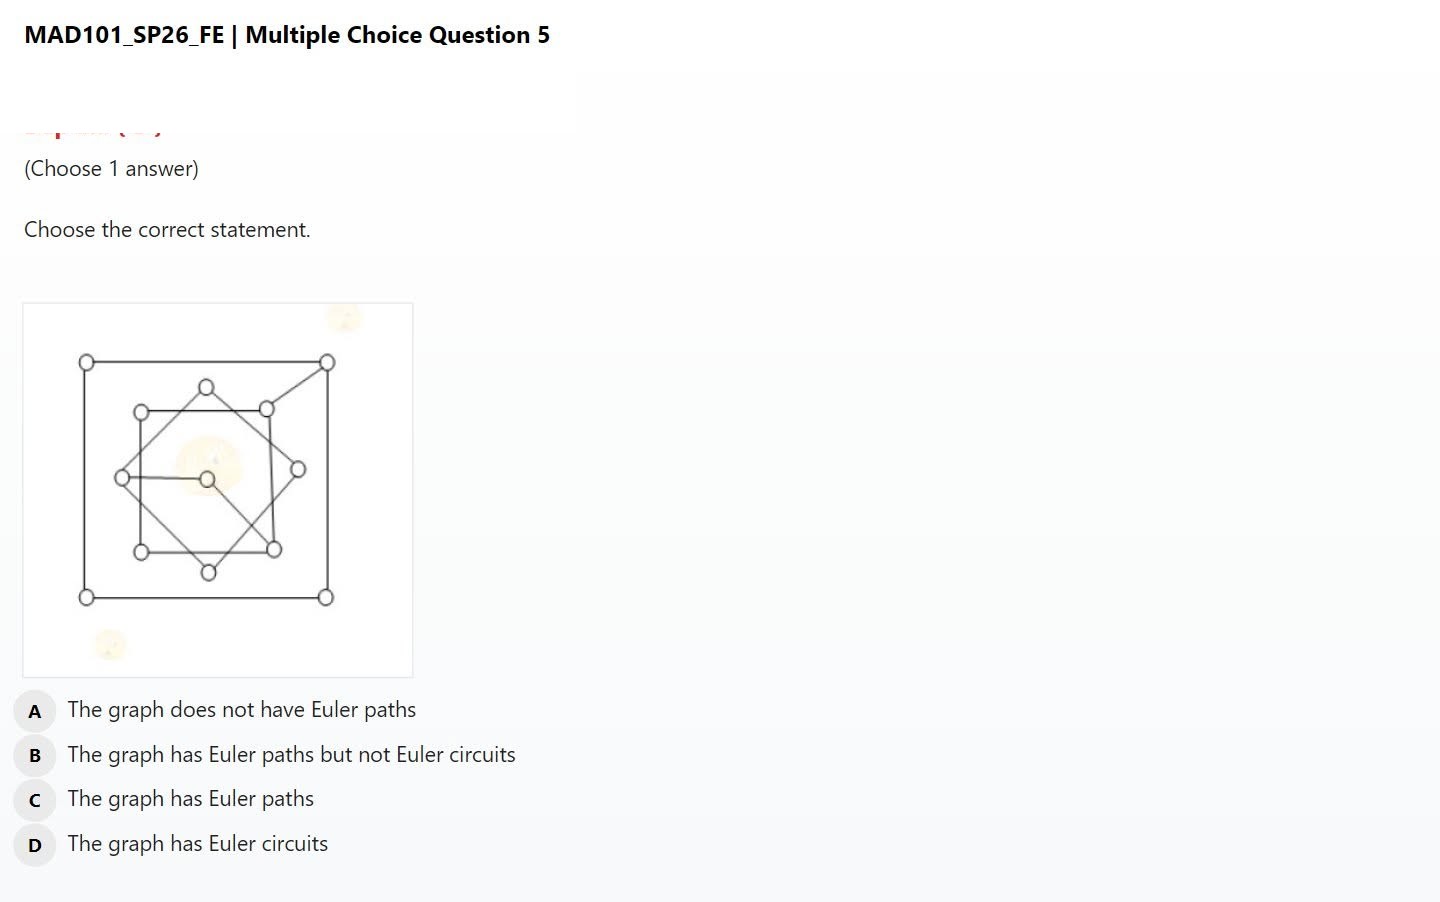 MAD101_SP26_FE | Multiple Choice Question 5
(Choose 1 answer)
Choose the correct statement.
A The graph does not have Euler paths
B The graph has Euler paths but not Euler circuits
C The graph has Euler paths
D The graph has Euler circuits